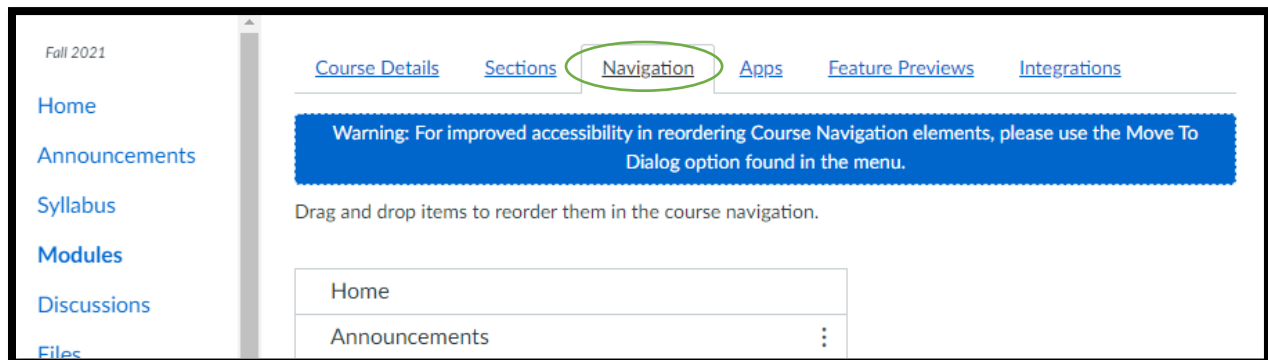 Fall 2021
Home
Announcements
Syllabus
Modules
Discussions
Files
Course Details Sections Navigation Apps Feature Previews Integrations
Warning: For improved accessibility in reordering Course Navigation elements, please use the Move To
Dialog option found in the menu.
Drag and drop items to reorder them in the course navigation.
Home
Announcements